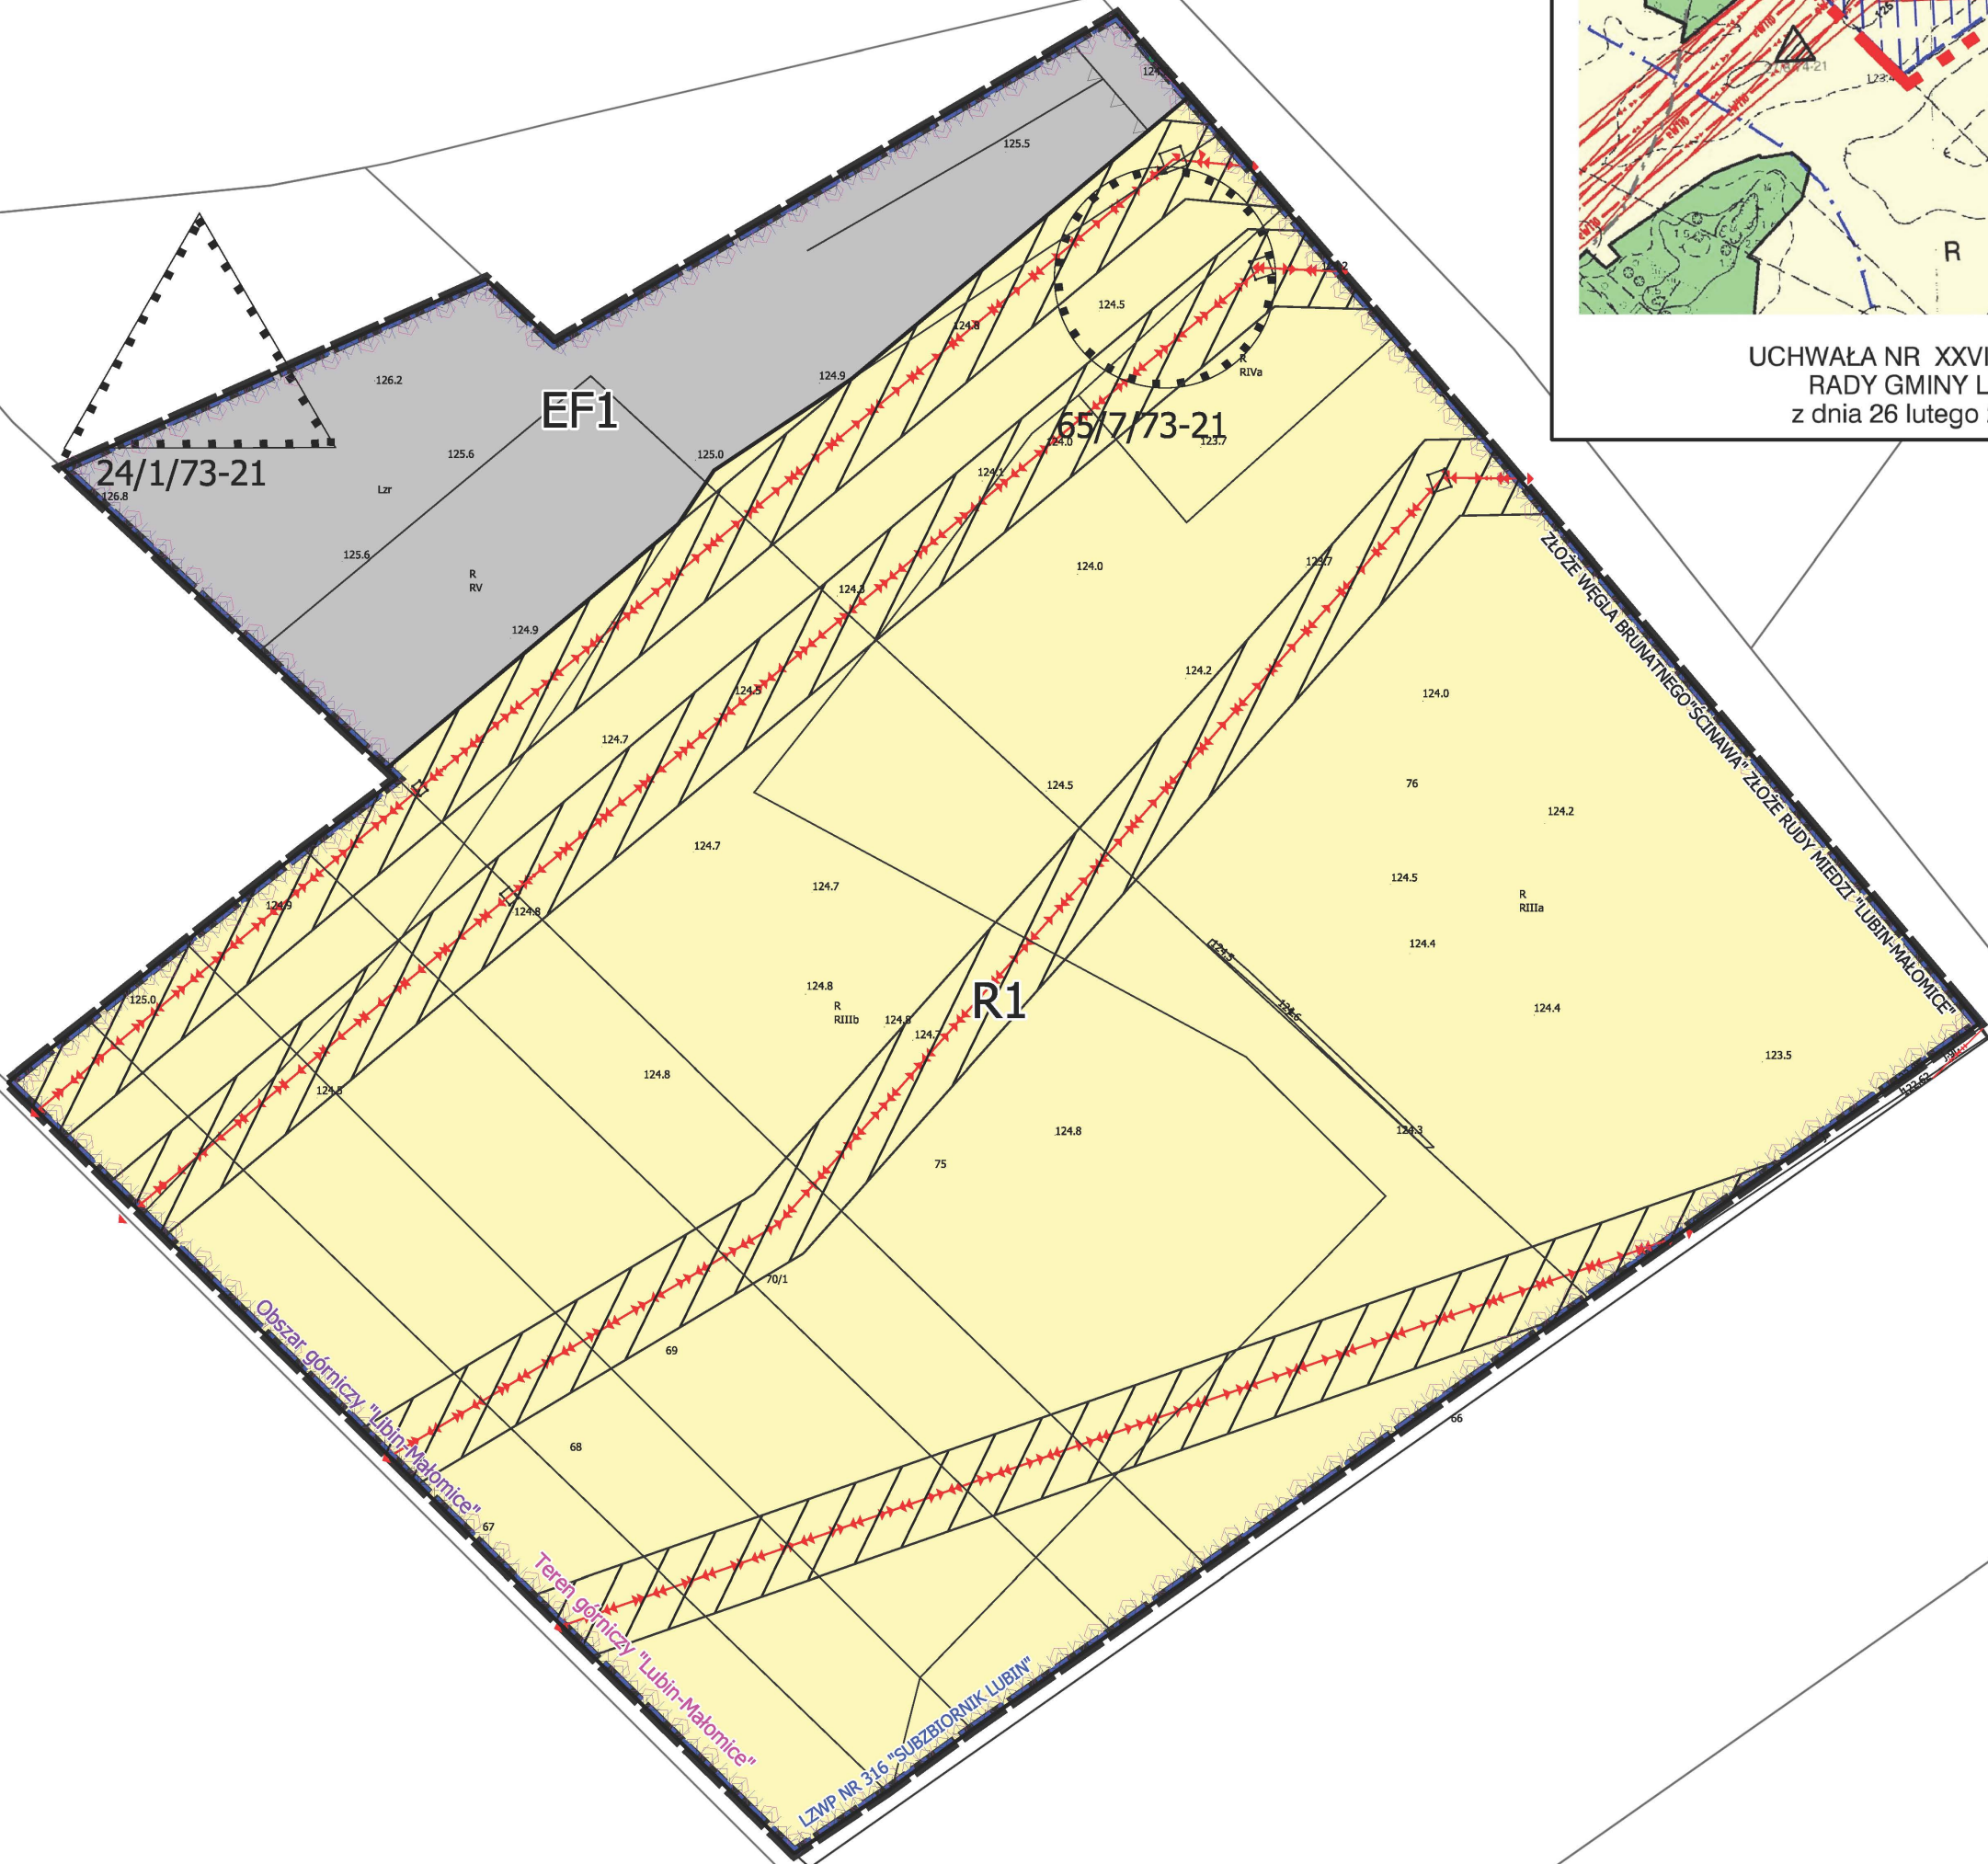 UCHWAŁA NR XXVI
RADY GMINY L
z dnia 26 lutego
R
125.5
124.5
124.8
126.2
124.9
EF1
R
RIVa
65/7/73-21
124.0
123.7
24/1/73-21
126.8
125.6
125.0
Lzr
124.1
125.6
R
RV
124.0
123.7
124.3
124.9
124.2
124.5
124.0
124.7
124.5
76
124.2
124.7
124.7
124.5
R
RIIIa
124.9
124.8
124.4
124.8
125.0
R
RIIIb
124.8
124.7
R1
124.5
124.6
124.4
123.5
124.8
124.8
124.3
75
70/1
69
68
67
66
ZŁOŻE WĘGLA BRUNATNEGO"ŚCINAWA" ZŁOŻE RUDY MIEDZI "LUBIN-MAŁOMICE"
Obszar górniczy "Libin-Małomice"
Teren górniczy "Lubin-Małomice"
LZWP NR 316 "SUBZBIORNIK LUBIN"